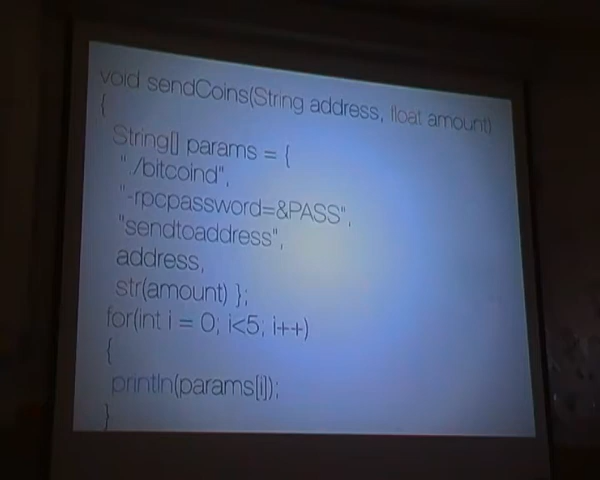 void sendCoins(String address, float amount)
{
String[] params = {
"./bitcoind",
"-rpcpassword=&PASS",
"sendtoaddress",
address,
str(amount) };
for(int i = 0; i<5; i++)
{
println(params[i]);
}